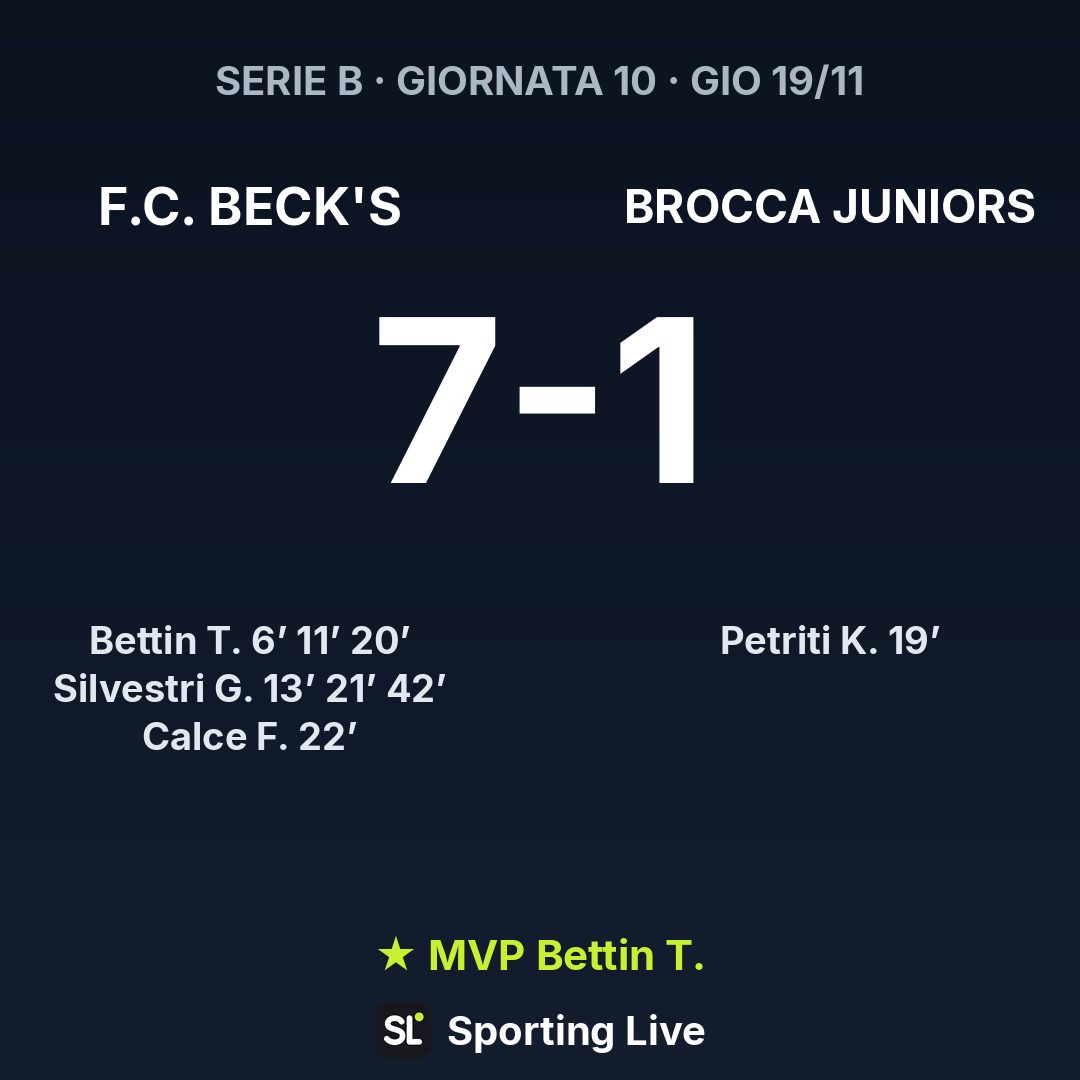 SERIE B · GIORNATA 10 · GIO 19/11
F.C. BECK'S
BROCCA JUNIORS
7-1
Bettin T. 6′ 11′ 20′
Silvestri G. 13′ 21′ 42′
Calce F. 22′
Petriti K. 19′
★ MVP Bettin T.
SL Sporting Live